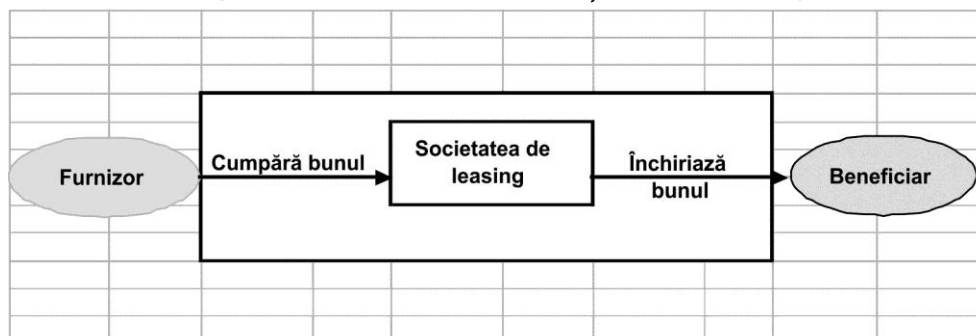 Furnizor
Cumpără bunul
Societatea de
leasing
Închiriază
bunul
Beneficiar